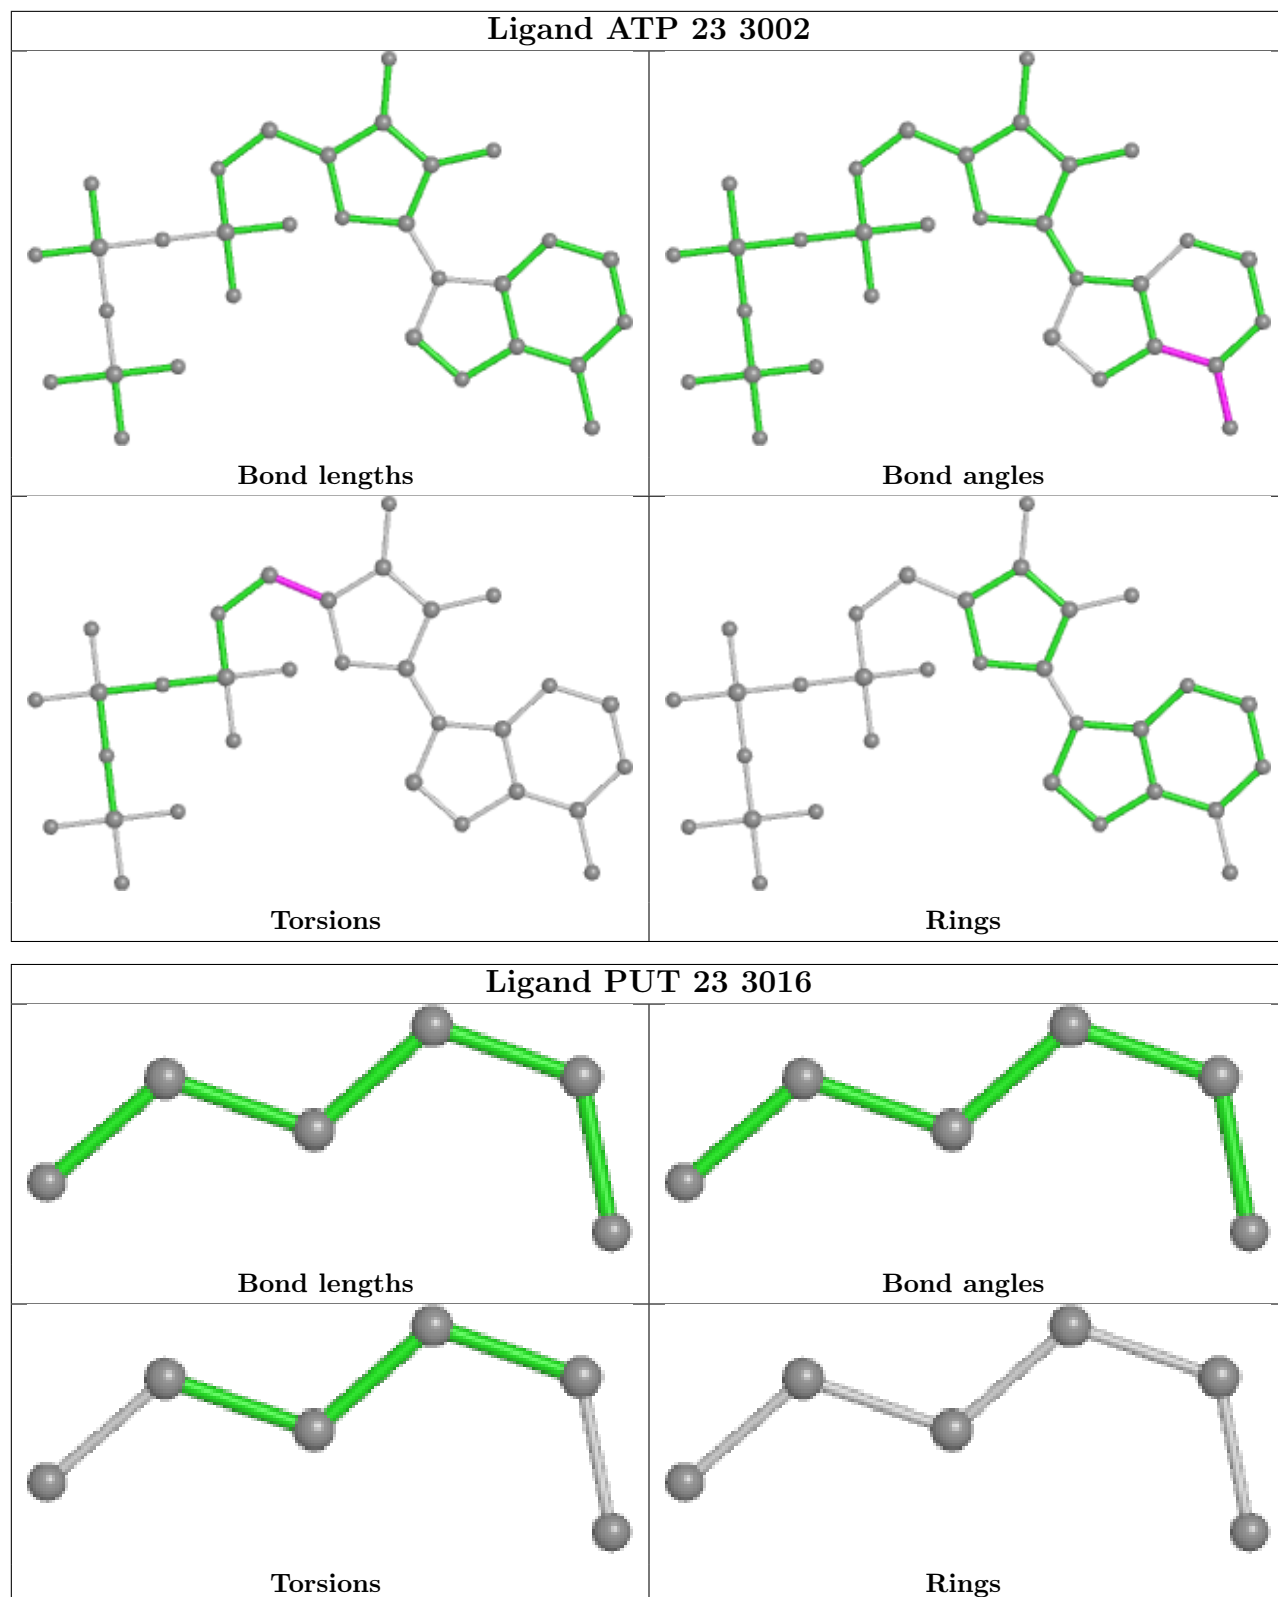 Ligand ATP 23 3002
Bond lengths
Bond angles
Torsions
Rings
Ligand PUT 23 3016
Bond lengths
Bond angles
Torsions
Rings